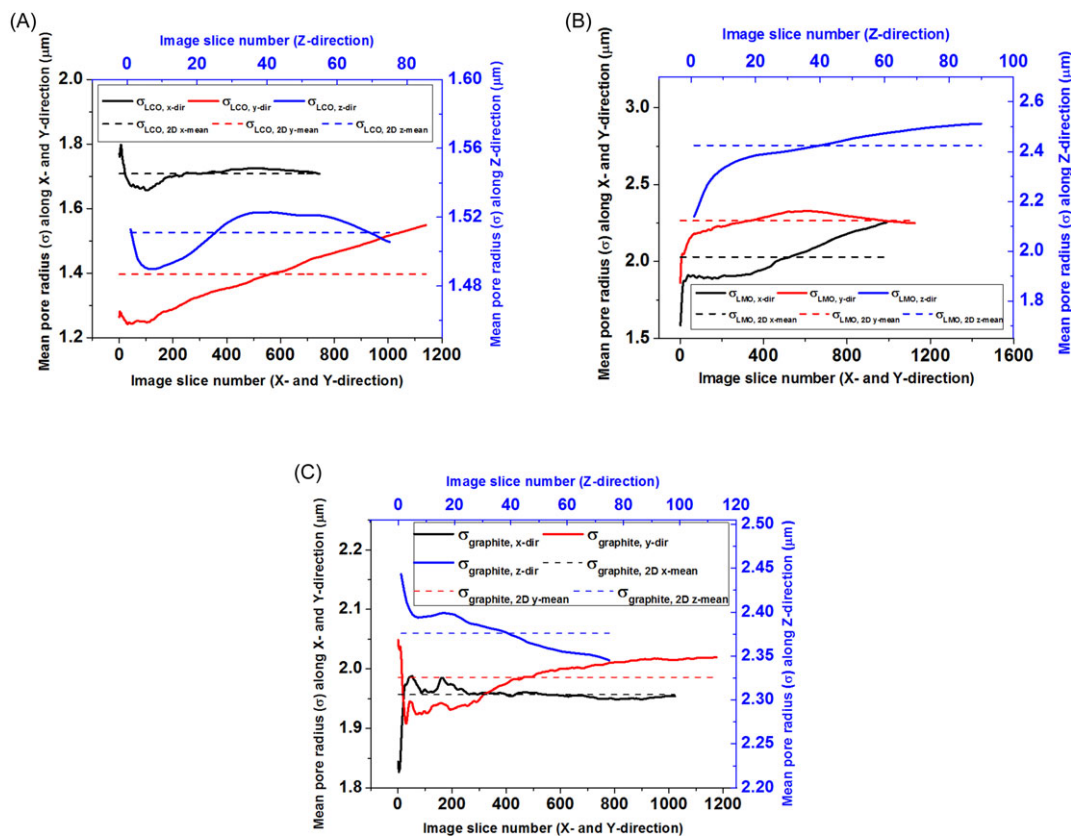 (A)
Image slice number (Z-direction)
0 20 40 60 80
Mean pore radius (σ) along X- and Y-direction (μm)
2.0
1.8
1.6
1.4
1.2
σLCO, x-dir σLCO, y-dir σLCO, z-dir
σLCO, 2D x-mean σLCO, 2D y-mean σLCO, 2D z-mean
1.60
1.56
1.52
1.48
Mean pore radius (σ) along Z-direction (μm)
0 200 400 600 800 1000 1200
Image slice number (X- and Y-direction)
(B)
Image slice number (Z-direction)
0 20 40 60 80 100
Mean pore radius (σ) along X- and Y-direction (μm)
3.0
2.5
2.0
1.5
2.6
2.4
2.2
2.0
1.8
Mean pore radius (σ) along Z-direction (μm)
σLMO, x-dir σLMO, y-dir σLMO, z-dir
σLMO, 2D x-mean σLMO, 2D y-mean σLMO, 2D z-mean
0 400 800 1200 1600
Image slice number (X- and Y-direction)
(C)
Image slice number (Z-direction)
0 20 40 60 80 100 120
Mean pore radius (σ) along X- and Y-direction (μm)
2.2
2.1
2.0
1.9
1.8
σgraphite, x-dir σgraphite, y-dir
σgraphite, z-dir σgraphite, 2D x-mean
σgraphite, 2D y-mean σgraphite, 2D z-mean
2.50
2.45
2.40
2.35
2.30
2.25
2.20
Mean pore radius (σ) along Z-direction (μm)
0 200 400 600 800 1000 1200
Image slice number (X- and Y-direction)